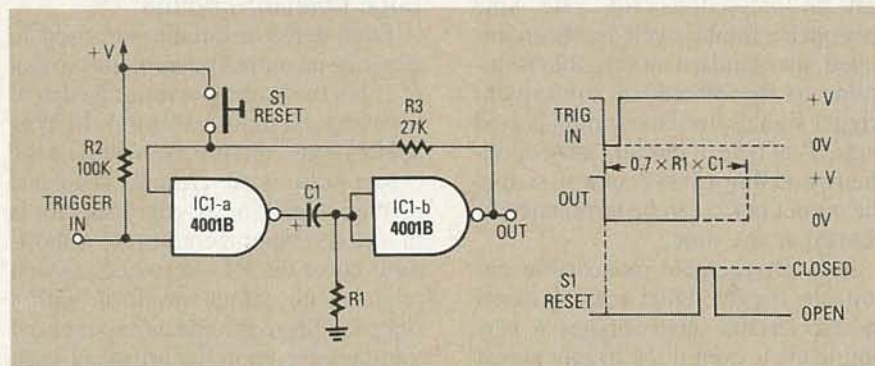 +V
S1
RESET
R3
27K
R2
100K
IC1-a
4001B
C1
+
IC1-b
4001B
TRIGGER
IN
OUT
R1
TRIG
IN
+V
0V
0.7 × R1 × C1
OUT
+V
0V
S1
RESET
CLOSED
OPEN